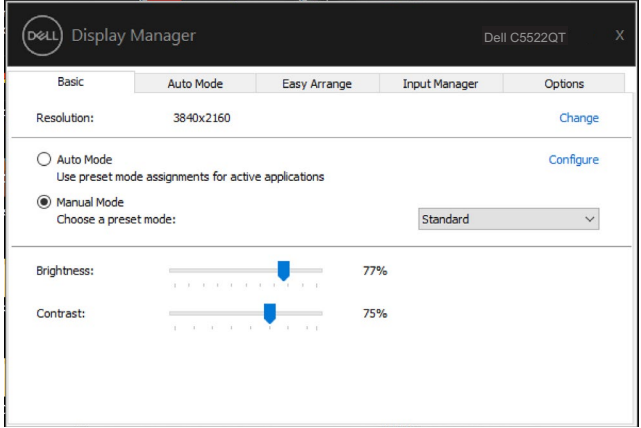 DELL Display Manager Dell C5522QT X
Basic Auto Mode Easy Arrange Input Manager Options
Resolution: 3840x2160 Change
Auto Mode Configure
Use preset mode assignments for active applications
Manual Mode
Choose a preset mode: Standard
Brightness: 77%
Contrast: 75%